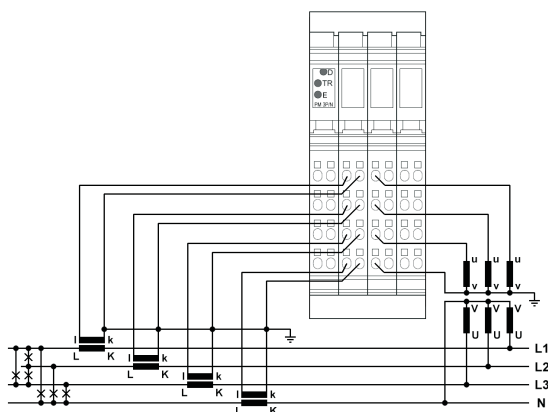 D
TR
E
PM 3P/N
u u u
v v v
V V V
U U U
l k
L K
l k
L K
l k
L K
l k
L K
L1
L2
L3
N